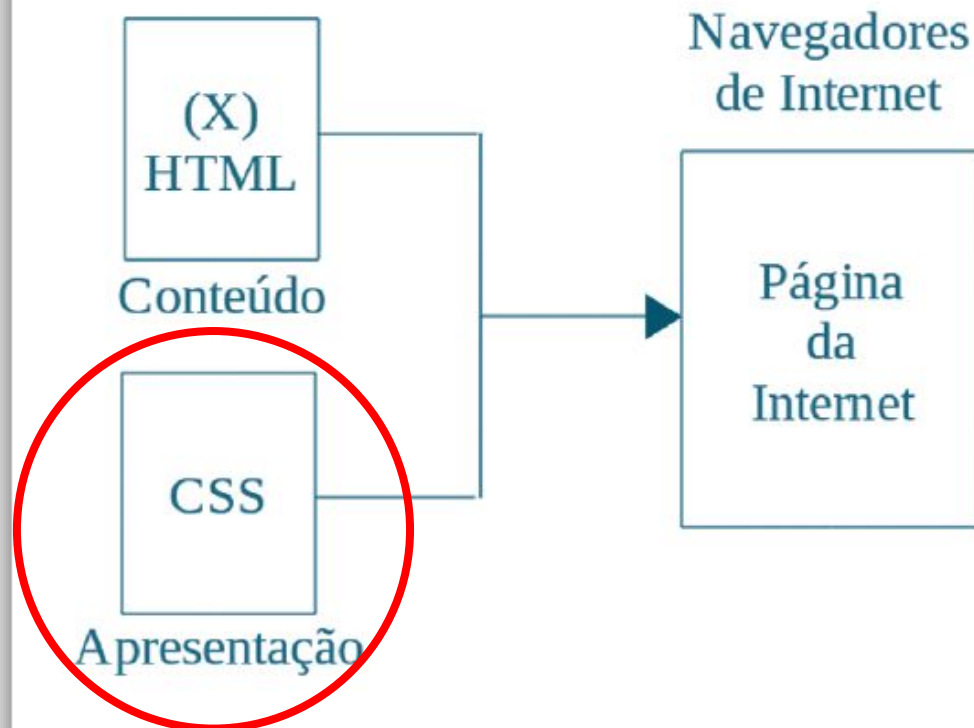 (X)
HTML
Conteúdo
CSS
Apresentação
Navegadores
de Internet
Página
da
Internet